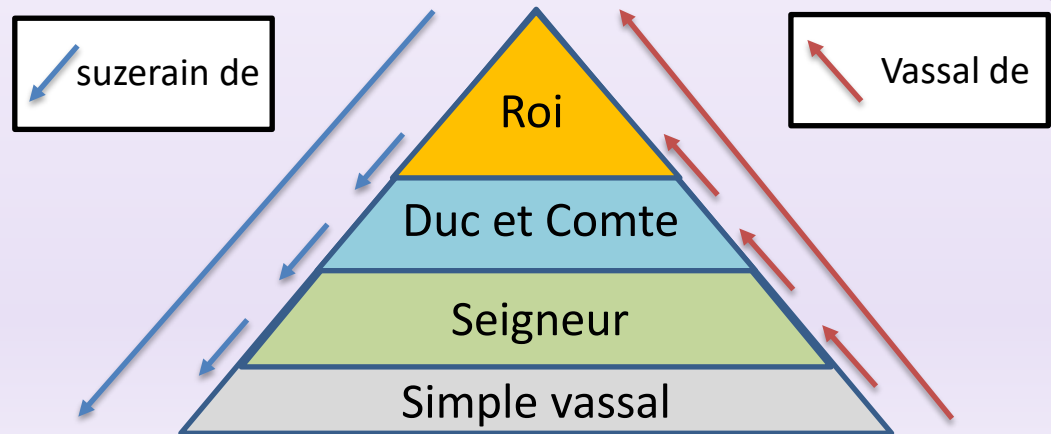 suzerain de
Vassal de
Roi
Duc et Comte
Seigneur
Simple vassal